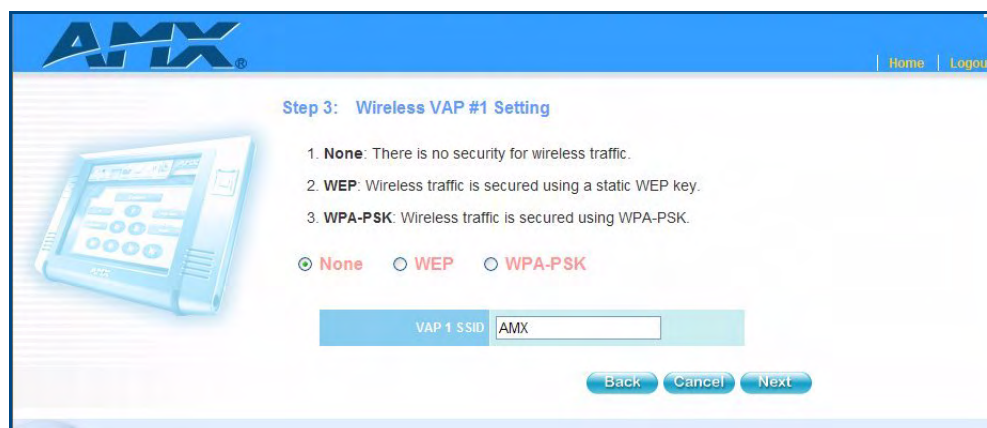 AMX®
Home | Logou
Step 3: Wireless VAP #1 Setting
1. None: There is no security for wireless traffic.
2. WEP: Wireless traffic is secured using a static WEP key.
3. WPA-PSK: Wireless traffic is secured using WPA-PSK.
None WEP WPA-PSK
VAP 1 SSID AMX
Back Cancel Next